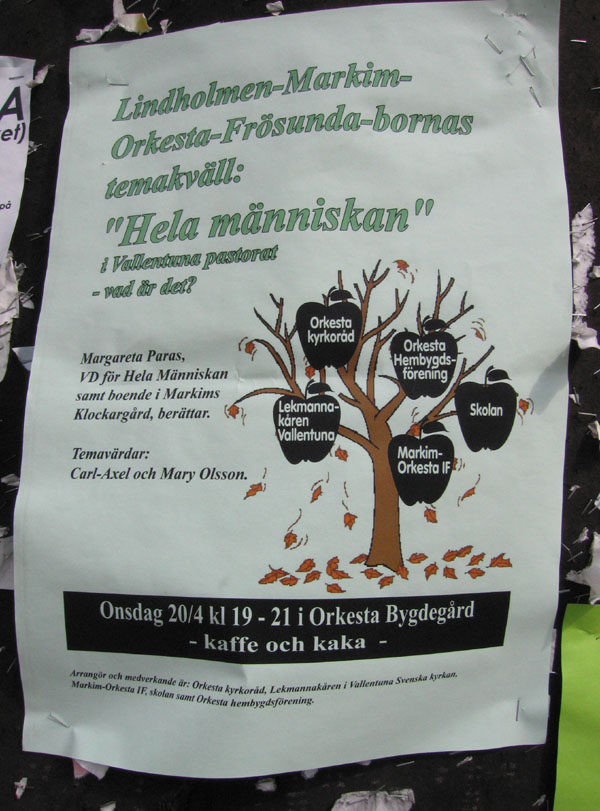 Lindholmen-Markim-
Orkesta-Frösunda-bornas
temakväll:
"Hela människan"
i Vallentuna pastorat
- vad är det?
Margareta Paras,
VD för Hela Människan
samt boende i Markims
Klockargård, berättar.
Temavärdar:
Carl-Axel och Mary Olsson.
Orkesta
kyrkoråd
Orkesta
Hembygds-
förening
Lekmanna-
kåren
Vallentuna
Skolan
Markim-
Orkesta IF
Onsdag 20/4 kl 19 - 21 i Orkesta Bygdegård
- kaffe och kaka -
Arrangör och medverkande är: Orkesta kyrkoråd, Lekmannakåren i Vallentuna Svenska kyrkan,
Markim-Orkesta IF, skolan samt Orkesta hembygdsförening.
A
et)
på